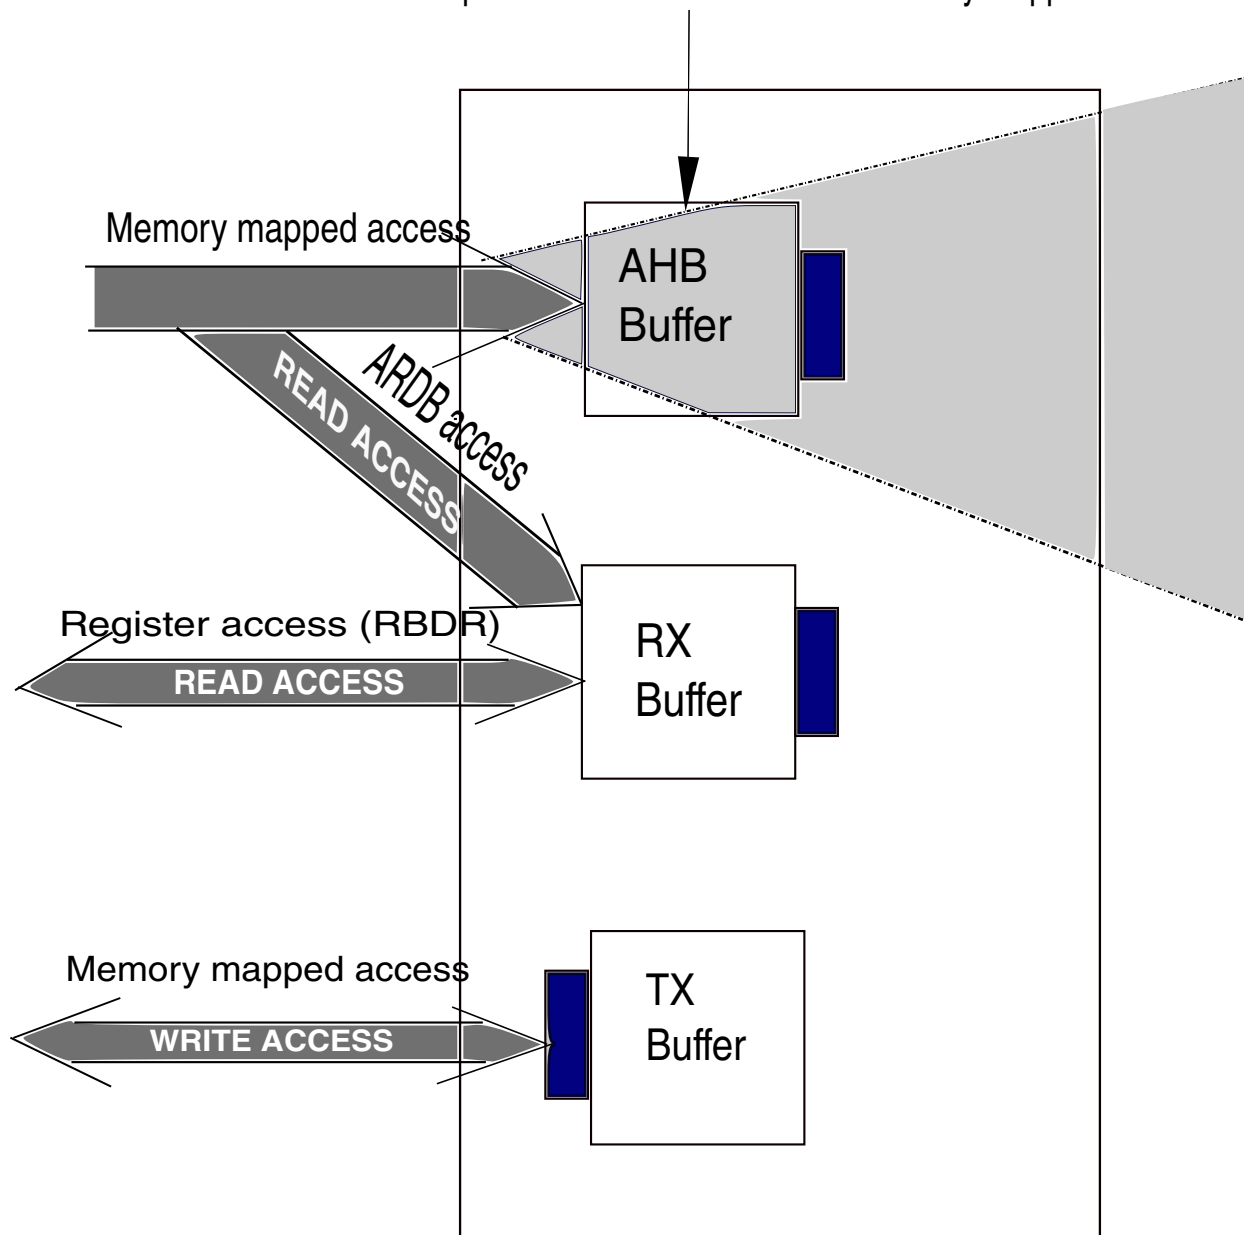 Memory mapped access
AHB
Buffer
ARDB access
READ ACCESS
Register access (RBDR)
READ ACCESS
RX
Buffer
Memory mapped access
WRITE ACCESS
TX
Buffer